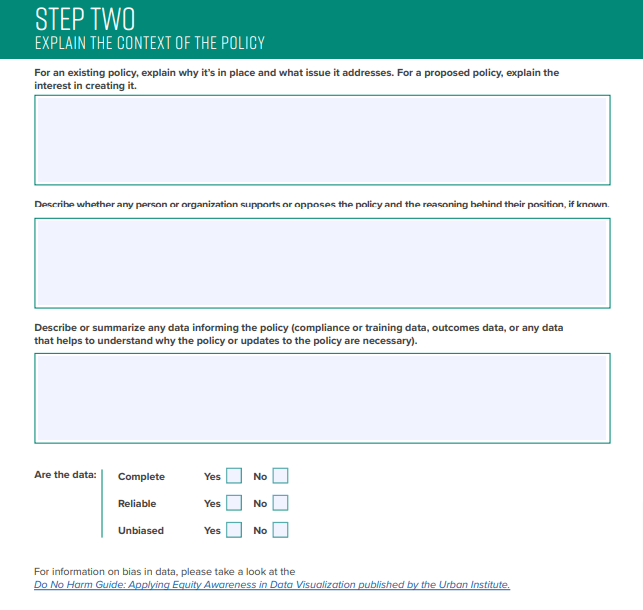 STEP TWO
EXPLAIN THE CONTEXT OF THE POLICY
For an existing policy, explain why it's in place and what issue it addresses. For a proposed policy, explain the
interest in creating it.
Describe whether any person or organization supports or opposes the policy and the reasoning behind their position, if known.
Describe or summarize any data informing the policy (compliance or training data, outcomes data, or any data
that helps to understand why the policy or updates to the policy are necessary).
Are the data:
Complete Yes No
Reliable Yes No
Unbiased Yes No
For information on bias in data, please take a look at the
Do No Harm Guide: Applying Equity Awareness in Data Visualization published by the Urban Institute.